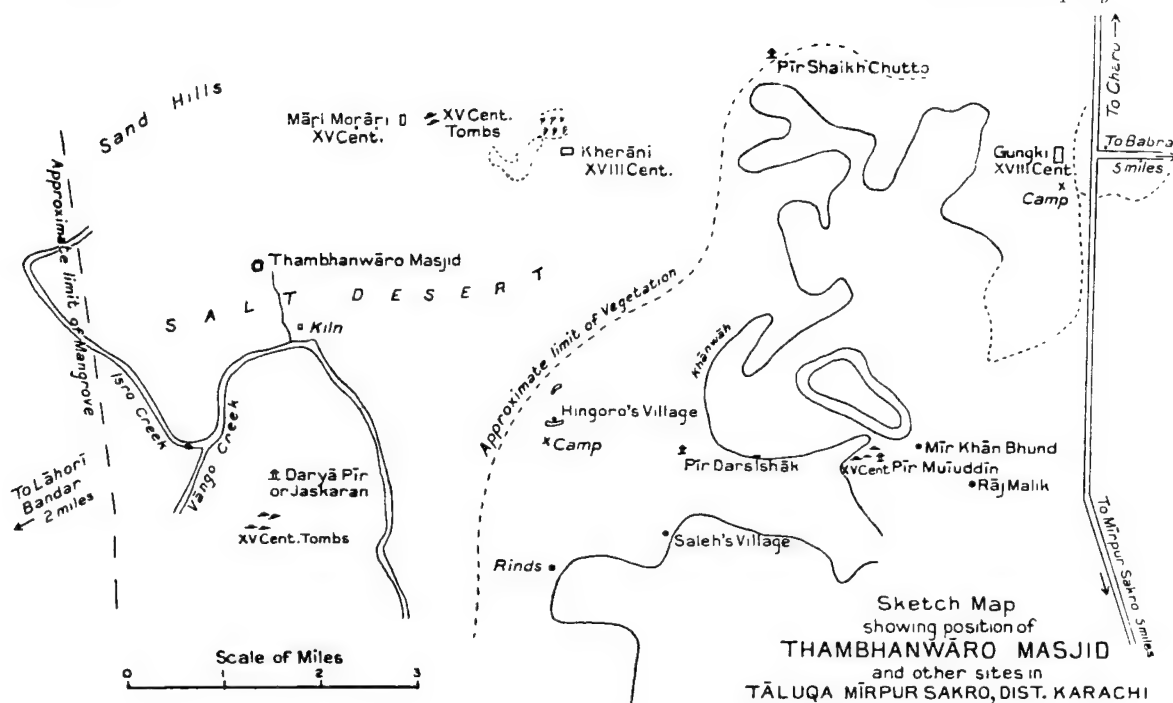 To Charu →
Pīr Shaikh Chutto
Sand Hills
Māri Morāri
XV Cent.
XV Cent.
Tombs
Kherāni
XVIII Cent.
Gungki
XVIII Cent
x
Camp
To Babra
5 miles
Approximate limit of Mangrove
Thambhanwāro Masjid
SALT DESERT
Kiln
Approximate limit of Vegetation
Khānwāh
Isro Creek
Vāngo Creek
Hingoro's Village
x Camp
Pīr Darsīshāk
Mīr Khān Bhund
XV Cent
Pīr Muīuddīn
Rāj Malik
To Lāhorī
Bandar
2 miles
←
Daryā Pīr
or Jaskaran
XV Cent. Tombs
Saleh's Village
Rinds
To Mīrpur Sakro 5 miles
→
Scale of Miles
0 1 2 3
Sketch Map
showing position of
THAMBHANWĀRO MASJID
and other sites in
TĀLUQA MĪRPUR SAKRO, DIST. KARACHI